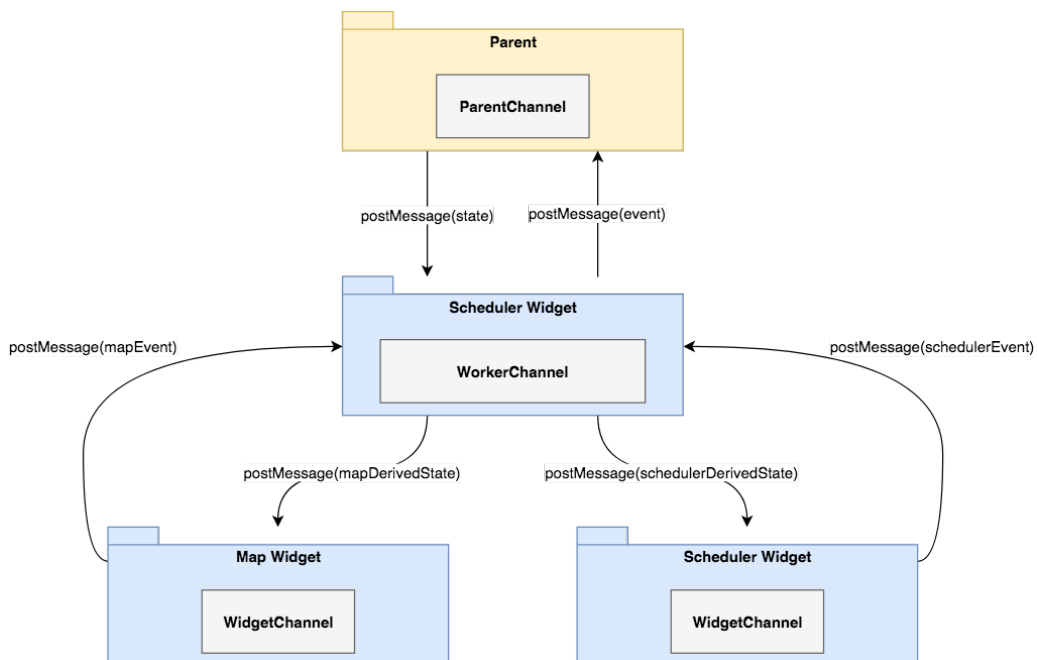 Parent
ParentChannel
postMessage(state)
postMessage(event)
Scheduler Widget
WorkerChannel
postMessage(mapEvent)
postMessage(schedulerEvent)
postMessage(mapDerivedState)
postMessage(schedulerDerivedState)
Map Widget
WidgetChannel
Scheduler Widget
WidgetChannel